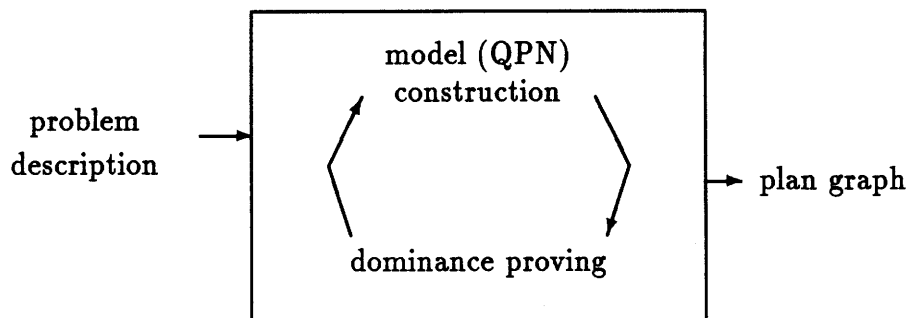 model (QPN)
construction
problem
description
plan graph
dominance proving